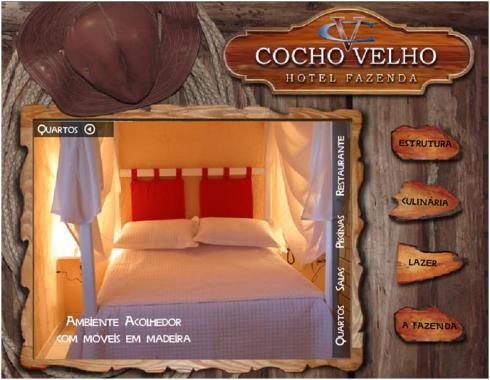 CV
COCHO VELHO
HOTEL FAZENDA
QUARTOS
ESTRUTURA
CULINÁRIA
LAZER
A FAZENDA
QUARTOS / SALAS / PISCINAS / RESTAURANTE
AMBIENTE ACOLHEDOR
COM MÓVEIS EM MADEIRA